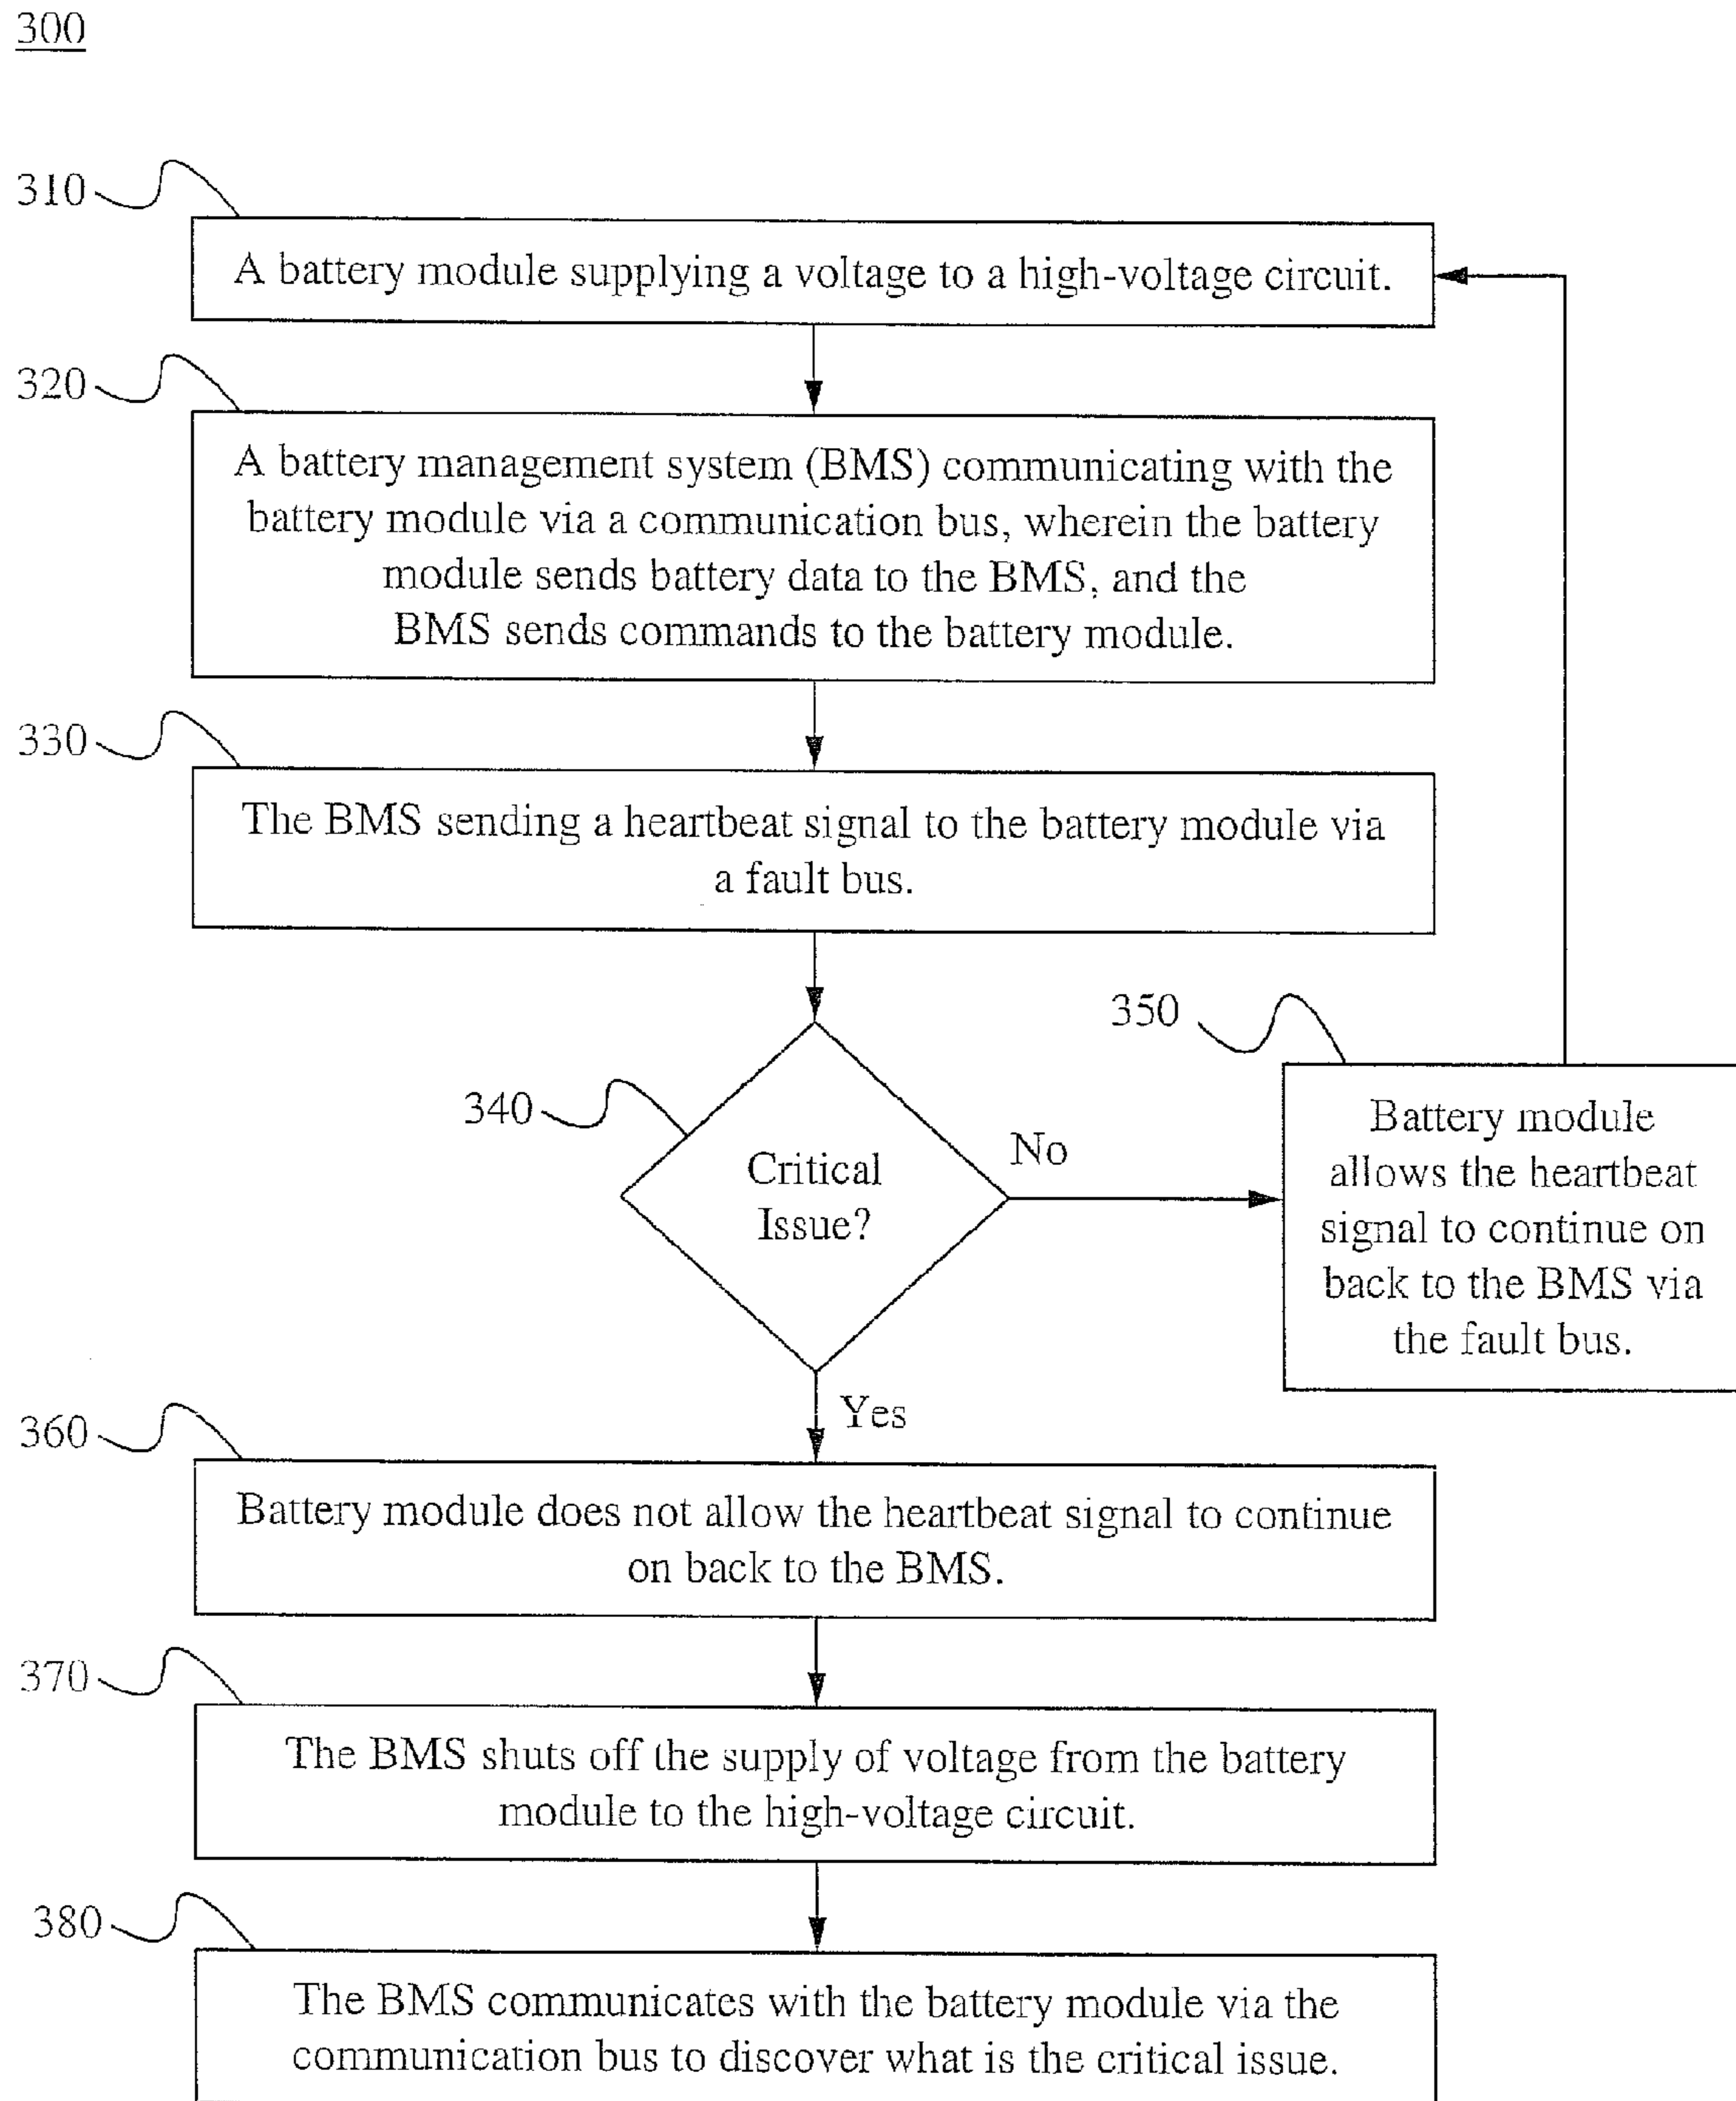 300
310
A battery module supplying a voltage to a high-voltage circuit.
320
A battery management system (BMS) communicating with the
battery module via a communication bus, wherein the battery
module sends battery data to the BMS, and the
BMS sends commands to the battery module.
330
The BMS sending a heartbeat signal to the battery module via
a fault bus.
340
Critical
Issue?
No
350
Battery module
allows the heartbeat
signal to continue on
back to the BMS via
the fault bus.
Yes
360
Battery module does not allow the heartbeat signal to continue
on back to the BMS.
370
The BMS shuts off the supply of voltage from the battery
module to the high-voltage circuit.
380
The BMS communicates with the battery module via the
communication bus to discover what is the critical issue.